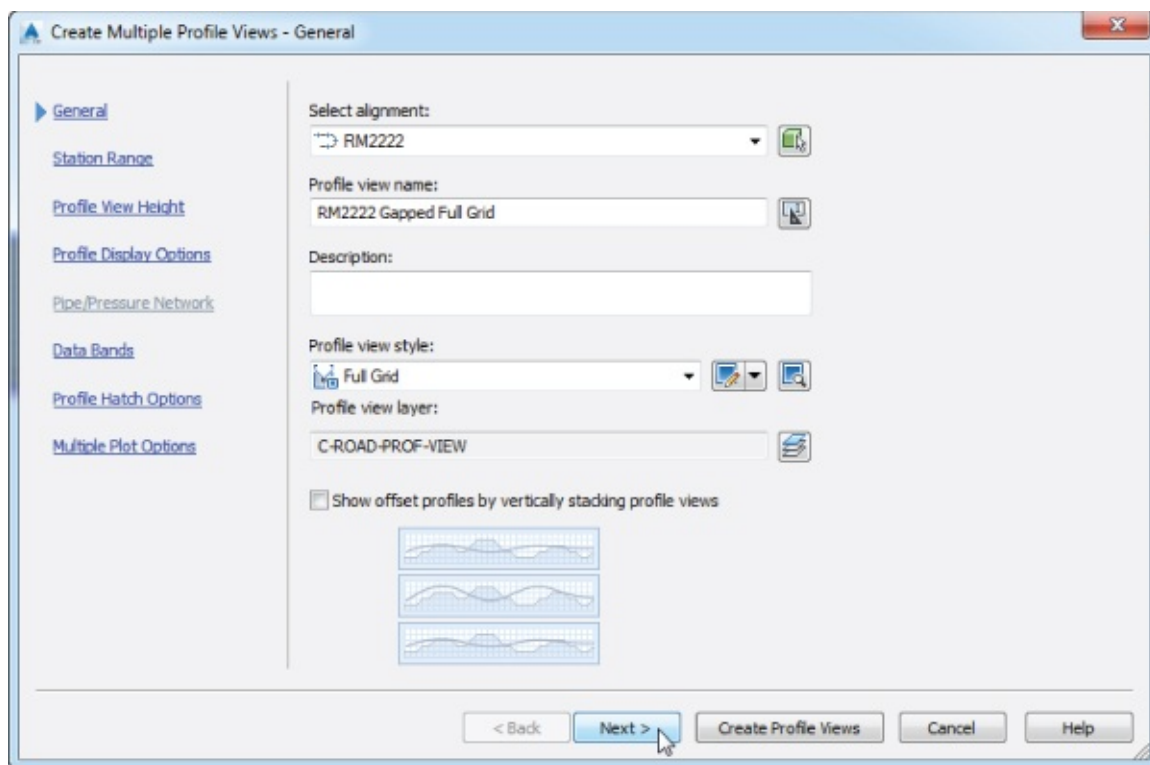 Create Multiple Profile Views - General
General
Station Range
Profile View Height
Profile Display Options
Pipe/Pressure Network
Data Bands
Profile Hatch Options
Multiple Plot Options
Select alignment:
RM2222
Profile view name:
RM2222 Gapped Full Grid
Description:
Profile view style:
Full Grid
Profile view layer:
C-ROAD-PROF-VIEW
Show offset profiles by vertically stacking profile views
< Back Next > Create Profile Views Cancel Help